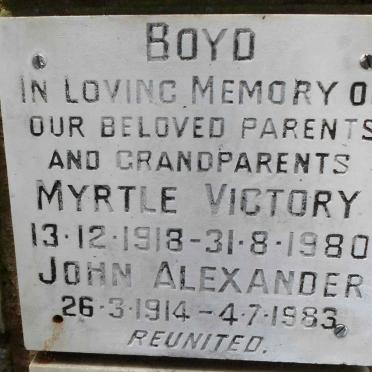 BOYD
IN LOVING MEMORY O
OUR BELOVED PARENTS
AND GRANDPARENTS
MYRTLE VICTORY
13·12·1918-31·8·1980
JOHN ALEXANDER
26·3·1914-4·7·1983
REUNITED.